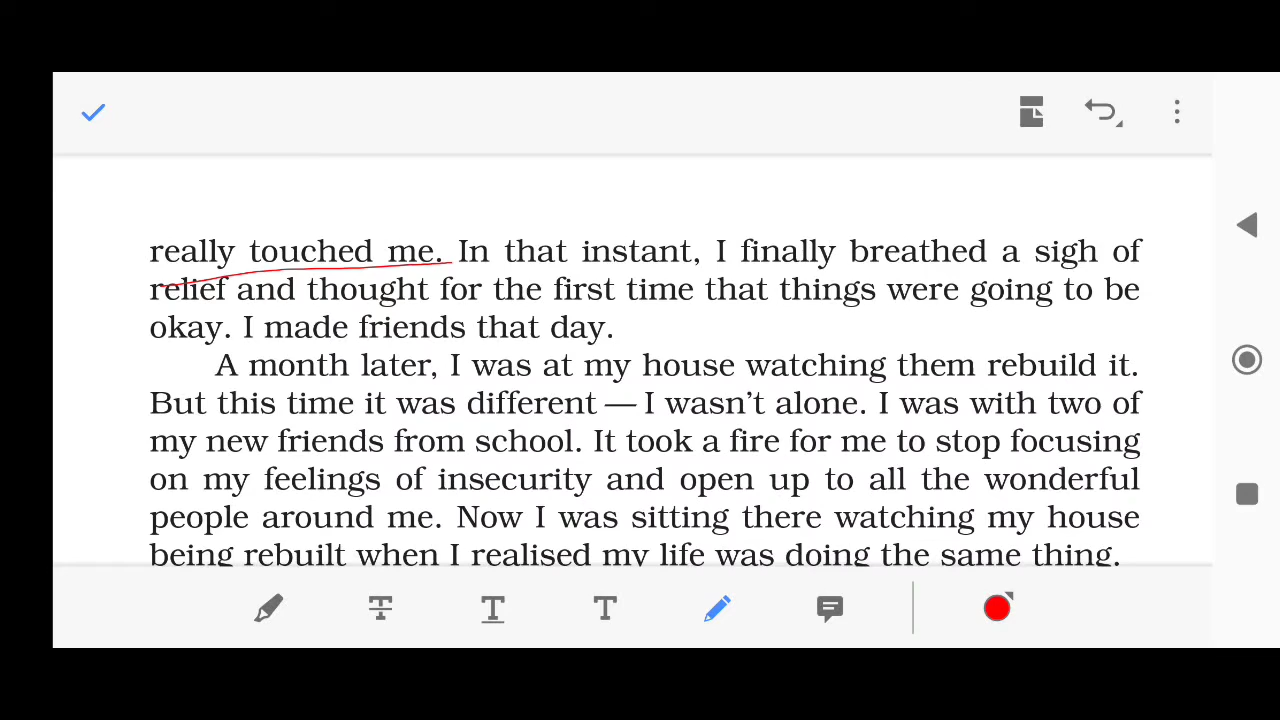 really touched me. In that instant, I finally breathed a sigh of
relief and thought for the first time that things were going to be
okay. I made friends that day.
A month later, I was at my house watching them rebuild it.
But this time it was different — I wasn't alone. I was with two of
my new friends from school. It took a fire for me to stop focusing
on my feelings of insecurity and open up to all the wonderful
people around me. Now I was sitting there watching my house
being rebuilt when I realised my life was doing the same thing.